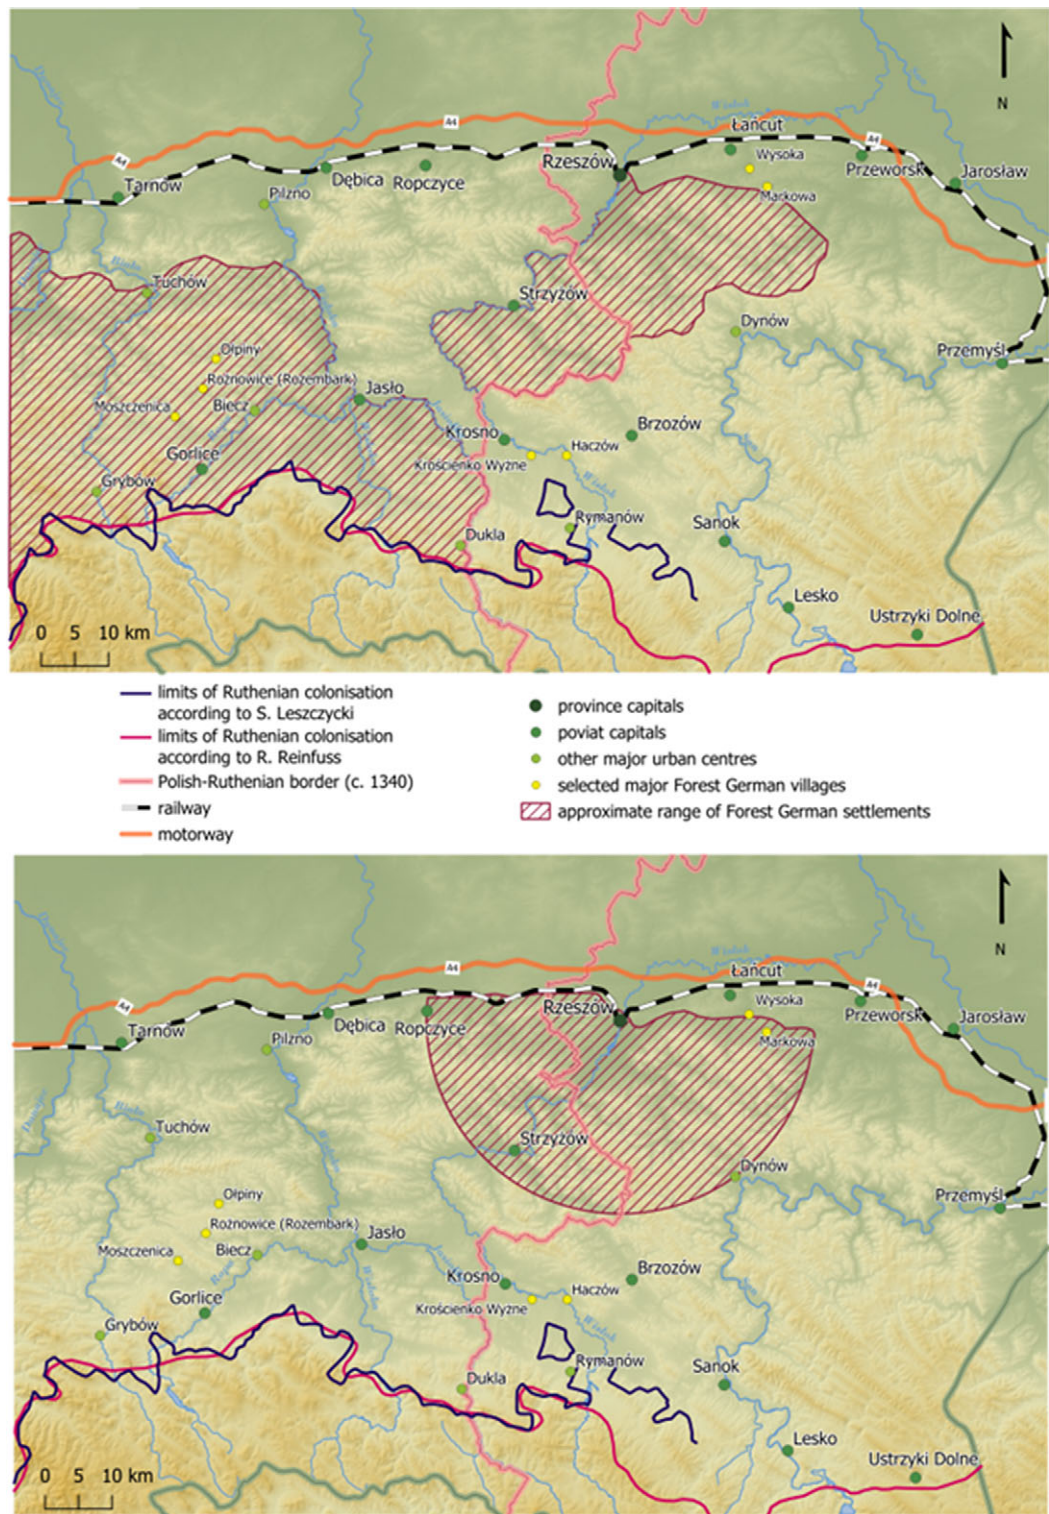 N
A4
Łańcut
Wysoka
A4
A4
Rzeszów
Przeworsk
Jarosław
Tarnów
Dębica
Ropczyce
Pilzno
Markowa
Tuchów
Strzyżów
Dynów
Przemyśl
Ołpiny
Rożnowice (Rozembark)
Jasło
Moszczenica
Biecz
Krosno
Brzozów
Haczów
Gorlice
Krościenko Wyżne
Grybów
Wisłok
Rymanów
Sanok
Dukla
Lesko
Ustrzyki Dolne
0 5 10 km
limits of Ruthenian colonisation
according to S. Leszczycki
limits of Ruthenian colonisation
according to R. Reinfuss
Polish-Ruthenian border (c. 1340)
railway
motorway
province capitals
poviat capitals
other major urban centres
selected major Forest German villages
approximate range of Forest German settlements
N
A4
Łańcut
Wysoka
A4
A4
Rzeszów
Przeworsk
Jarosław
Tarnów
Dębica
Ropczyce
Pilzno
Markowa
Tuchów
Strzyżów
Dynów
Przemyśl
Ołpiny
Rożnowice (Rozembark)
Jasło
Moszczenica
Biecz
Ropa
Krosno
Brzozów
Haczów
Gorlice
Krościenko Wyżne
Grybów
Wisłok
Rymanów
Sanok
Dukla
Lesko
Ustrzyki Dolne
0 5 10 km